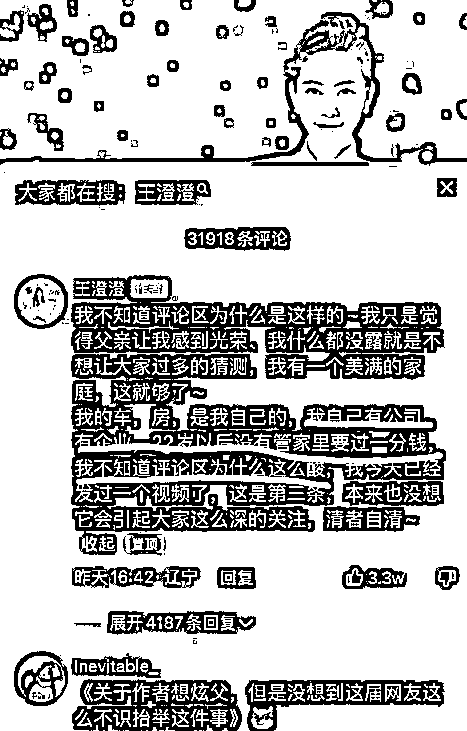 大家都在搜：王澄澄
31918条评论
王澄澄
我不知道评论区为什么是这样的~我只是觉
得父亲让我感到光荣、我什么都没露就是不
想让大家过多的猜测，我有一个美满的家
庭，这就够了~
我的车，房，是我自己的，我自己有公司，
有企业，22岁以后没有管家里要过一分钱，
我不知道评论区为什么这么酸，我今天已经
发过一个视频了，这是第二条，本来也没想
它会引起大家这么深的关注，清者自清~
收起 置顶
昨天16:42·辽宁 回复 3.3w
展开4187条回复
Inevitable_
《关于作者想炫父，但是没想到这届网友这
么不识抬举这件事》